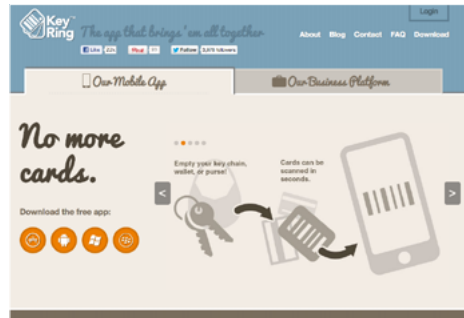 Login
Key
Ring
The app that brings 'em all together
About Blog Contact FAQ Download
Like
Pin it
Follow
followers
Our Mobile App
Our Business Platform
No more
cards.
Empty your key chain,
wallet, or purse!
Cards can be
scanned in
seconds.
<
>
Download the free app: